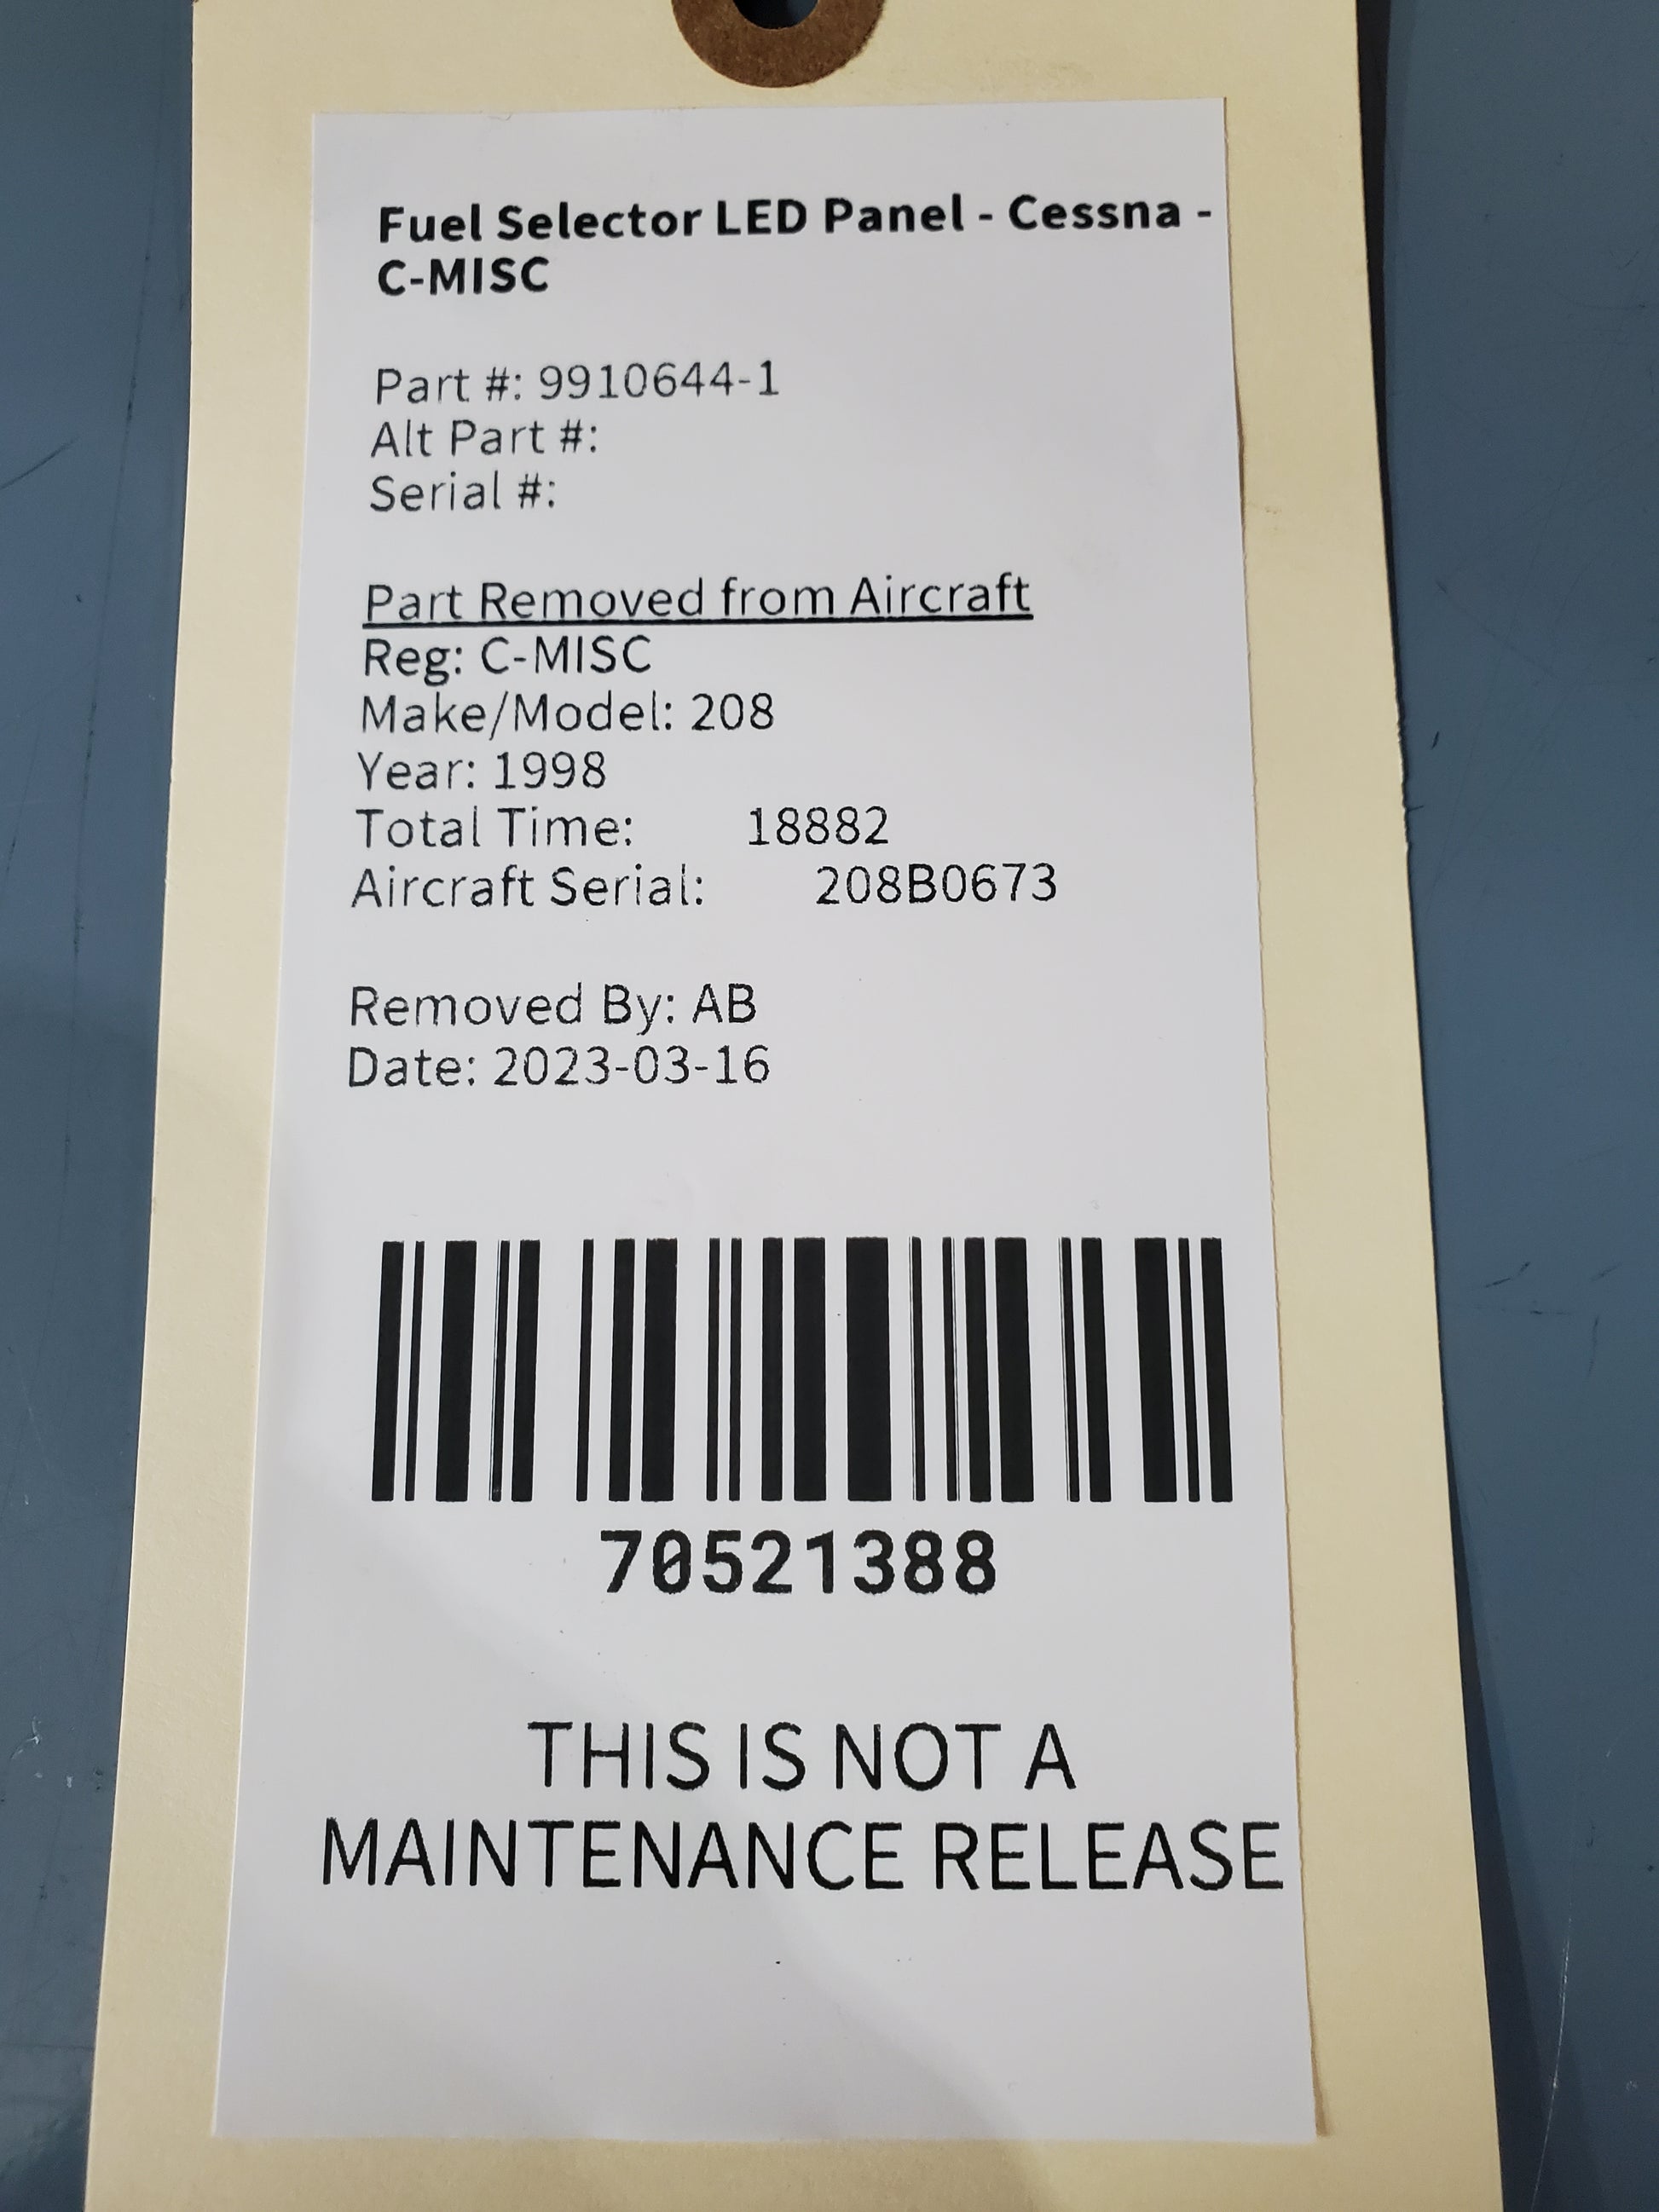 Fuel Selector LED Panel - Cessna -
C-MISC
Part #: 9910644-1
Alt Part #:
Serial #:
Part Removed from Aircraft
Reg: C-MISC
Make/Model: 208
Year: 1998
Total Time: 18882
Aircraft Serial: 208B0673
Removed By: AB
Date: 2023-03-16
70521388
THIS IS NOT A
MAINTENANCE RELEASE